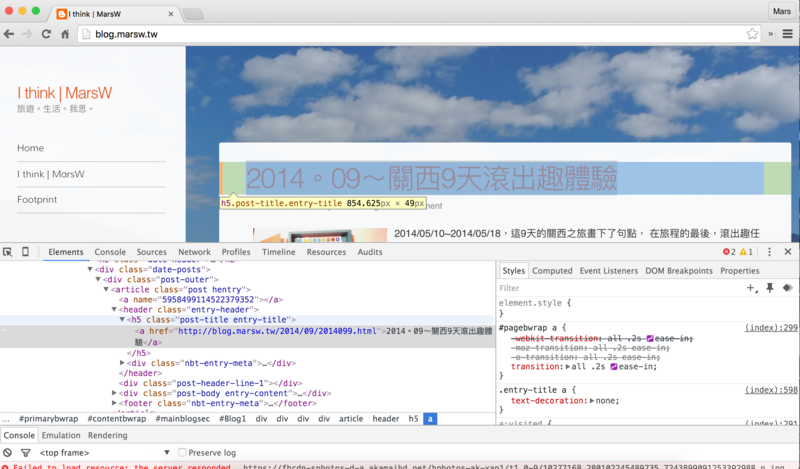 I think | MarsW
Mars
blog.marsw.tw
I think | MarsW
旅遊。生活。我思。
Home
I think | MarsW
Footprint
2014。09～關西9天滾出趣體驗
h5.post-title.entry-title 854.625px × 49px
ment
2014/05/10~2014/05/18，這9天的關西之旅畫下了句點， 在旅程的最後，滾出趣任
Elements Console Sources Network Profiles Timeline Resources Audits
2 1
Styles Computed Event Listeners DOM Breakpoints Properties
Filter
<div class="date-posts">
<div class="post-outer">
<article class="post hentry">
<a name="5958499114522379352"></a>
<header class="entry-header">
<h5 class="post-title entry-title">
<a href="http://blog.marsw.tw/2014/09/2014099.html">2014。09～關西9天滾出趣體
驗</a>
</h5>
<div class="nbt-entry-meta">…</div>
</header>
<div class="post-header-line-1"></div>
<div class="post-body entry-content">…</div>
<footer class="nbt-entry-meta">…</footer>
element.style {
}
#pagebwrap a { (index):299
-webkit-transition: all .2s ease-in;
-moz-transition: all .2s ease-in;
-o-transition: all .2s ease-in;
transition: all .2s ease-in;
}
.entry-title a { (index):598
text-decoration: none;
}
a:visited { (index):291
… #primarybwrap #contentbwrap #mainblogsec #Blog1 div div div div article header h5 a
Console Emulation Rendering
<top frame> Preserve log
Failed to load resource: the server responded